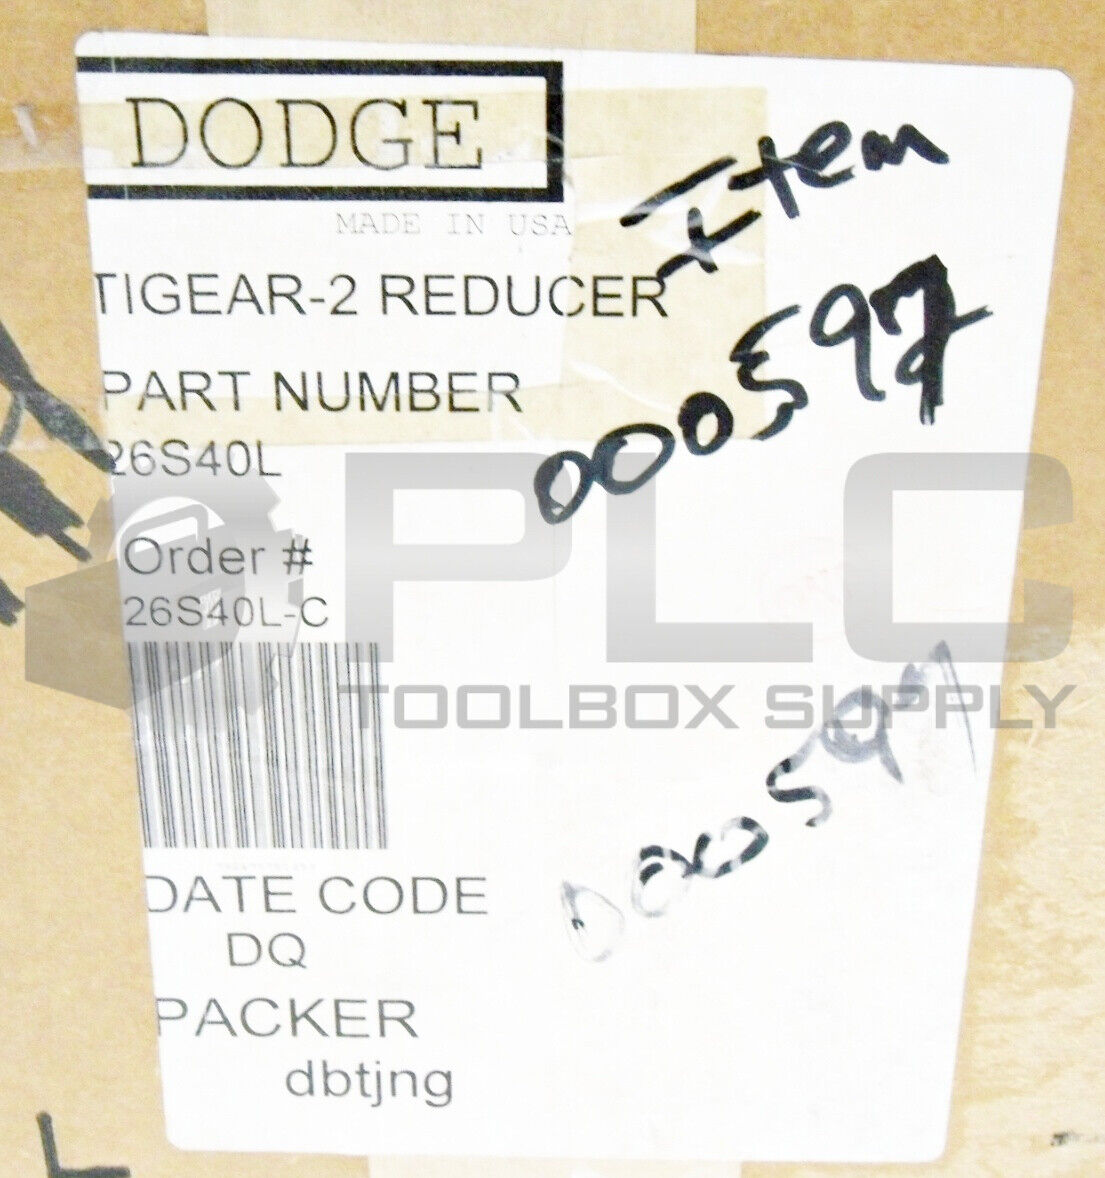 DODGE
MADE IN USA
Item
TIGEAR-2 REDUCER
000597
PART NUMBER
26S40L
Order #
26S40L-C
PLC
TOOLBOX SUPPLY
000597
DATE CODE
DQ
PACKER
dbtjng